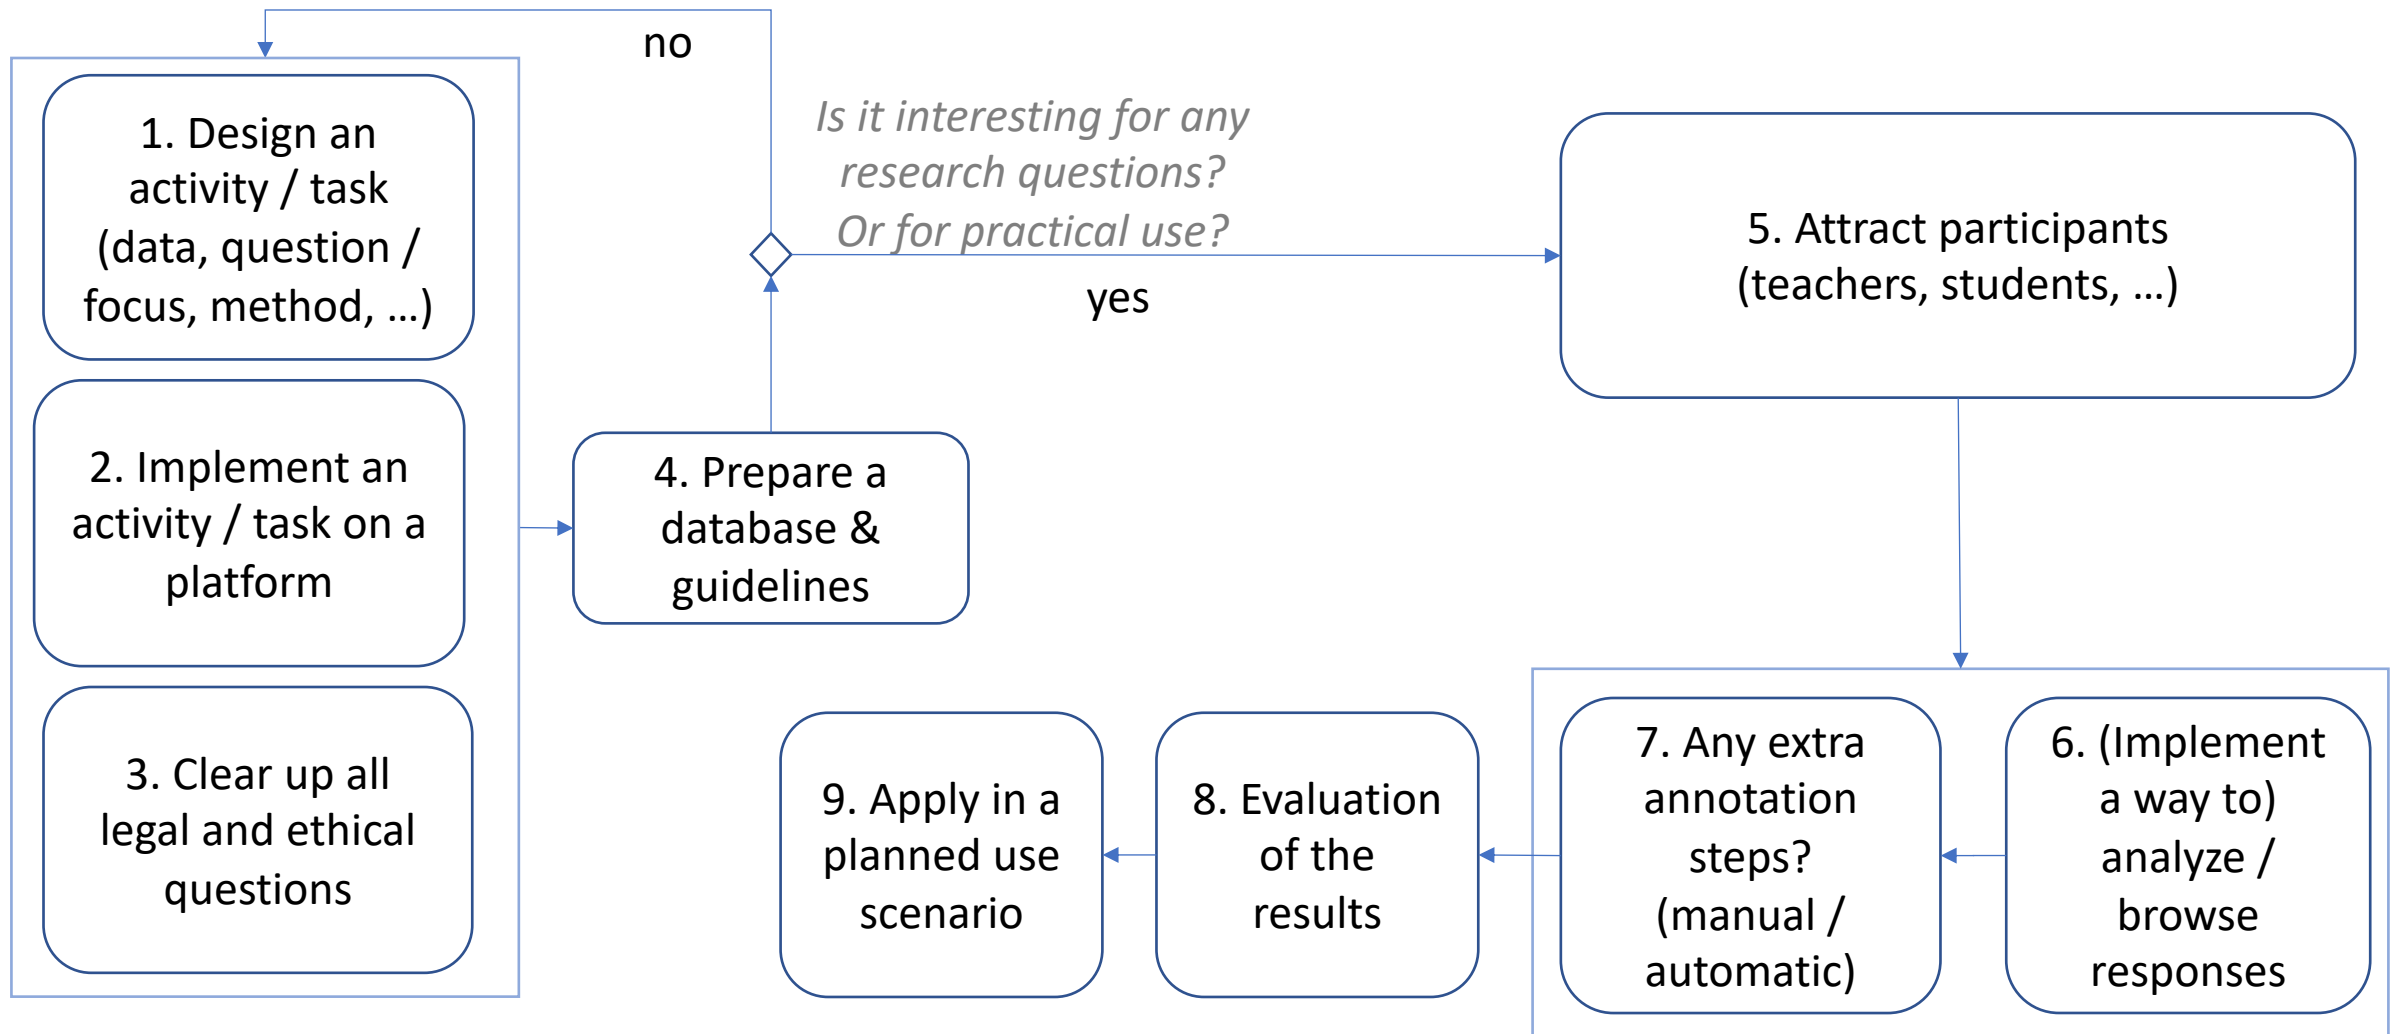 no
1. Design an
activity / task
(data, question /
focus, method, …)
Is it interesting for any
research questions?
Or for practical use?
yes
5. Attract participants
(teachers, students, …)
2. Implement an
activity / task on a
platform
4. Prepare a
database &
guidelines
3. Clear up all
legal and ethical
questions
9. Apply in a
planned use
scenario
8. Evaluation
of the
results
7. Any extra
annotation
steps?
(manual /
automatic)
6. (Implement
a way to)
analyze /
browse
responses